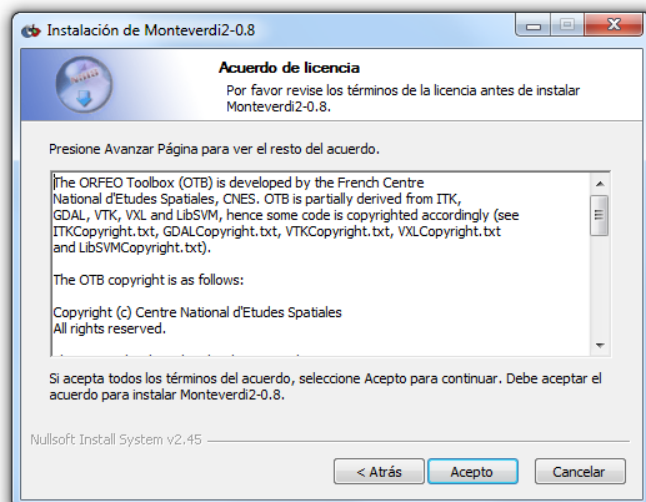 Instalación de Monteverdi2-0.8
Acuerdo de licencia
Por favor revise los términos de la licencia antes de instalar
Monteverdi2-0.8.
Presione Avanzar Página para ver el resto del acuerdo.
The ORFEO Toolbox (OTB) is developed by the French Centre
National d'Etudes Spatiales, CNES. OTB is partially derived from ITK,
GDAL, VTK, VXL and LibSVM, hence some code is copyrighted accordingly (see
ITKCopyright.txt, GDALCopyright.txt, VTKCopyright.txt, VXLCopyright.txt
and LibSVMCopyright.txt).
The OTB copyright is as follows:
Copyright (c) Centre National d'Etudes Spatiales
All rights reserved.
Si acepta todos los términos del acuerdo, seleccione Acepto para continuar. Debe aceptar el
acuerdo para instalar Monteverdi2-0.8.
Nullsoft Install System v2.45
< Atrás
Acepto
Cancelar